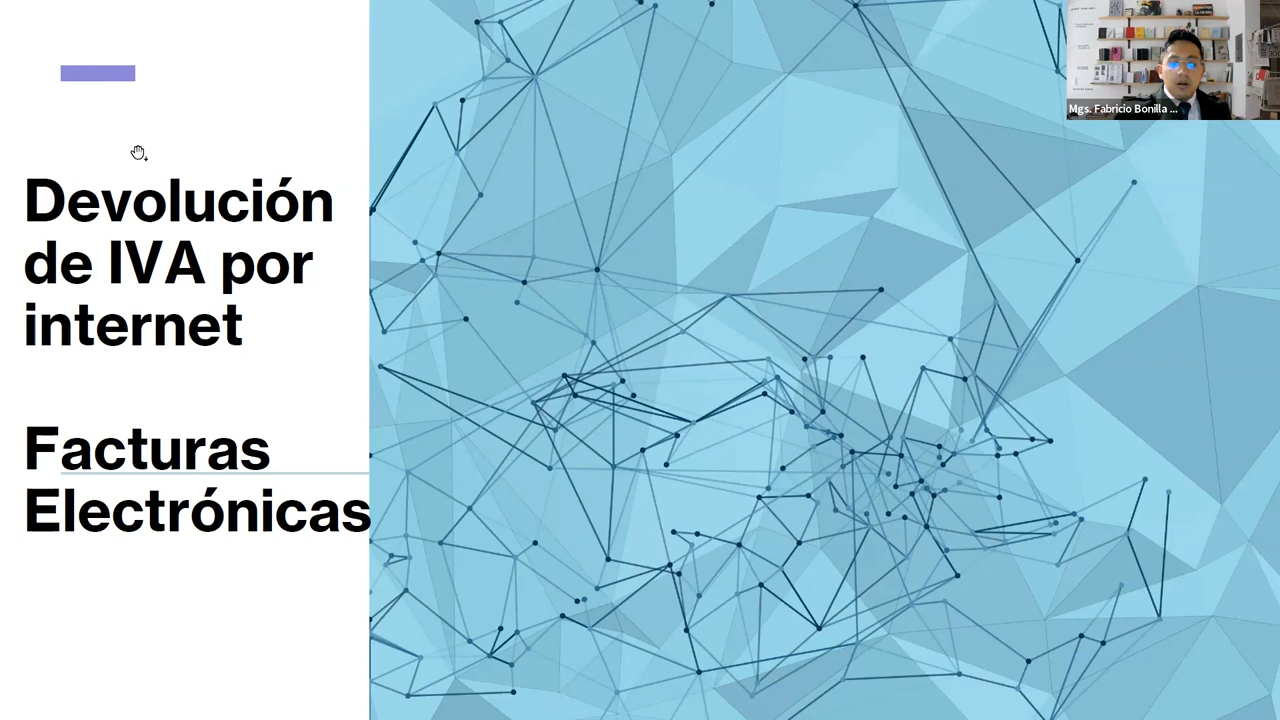 Devolución
de IVA por
internet
Facturas
Electrónicas
Mgs. Fabricio Bonilla ...